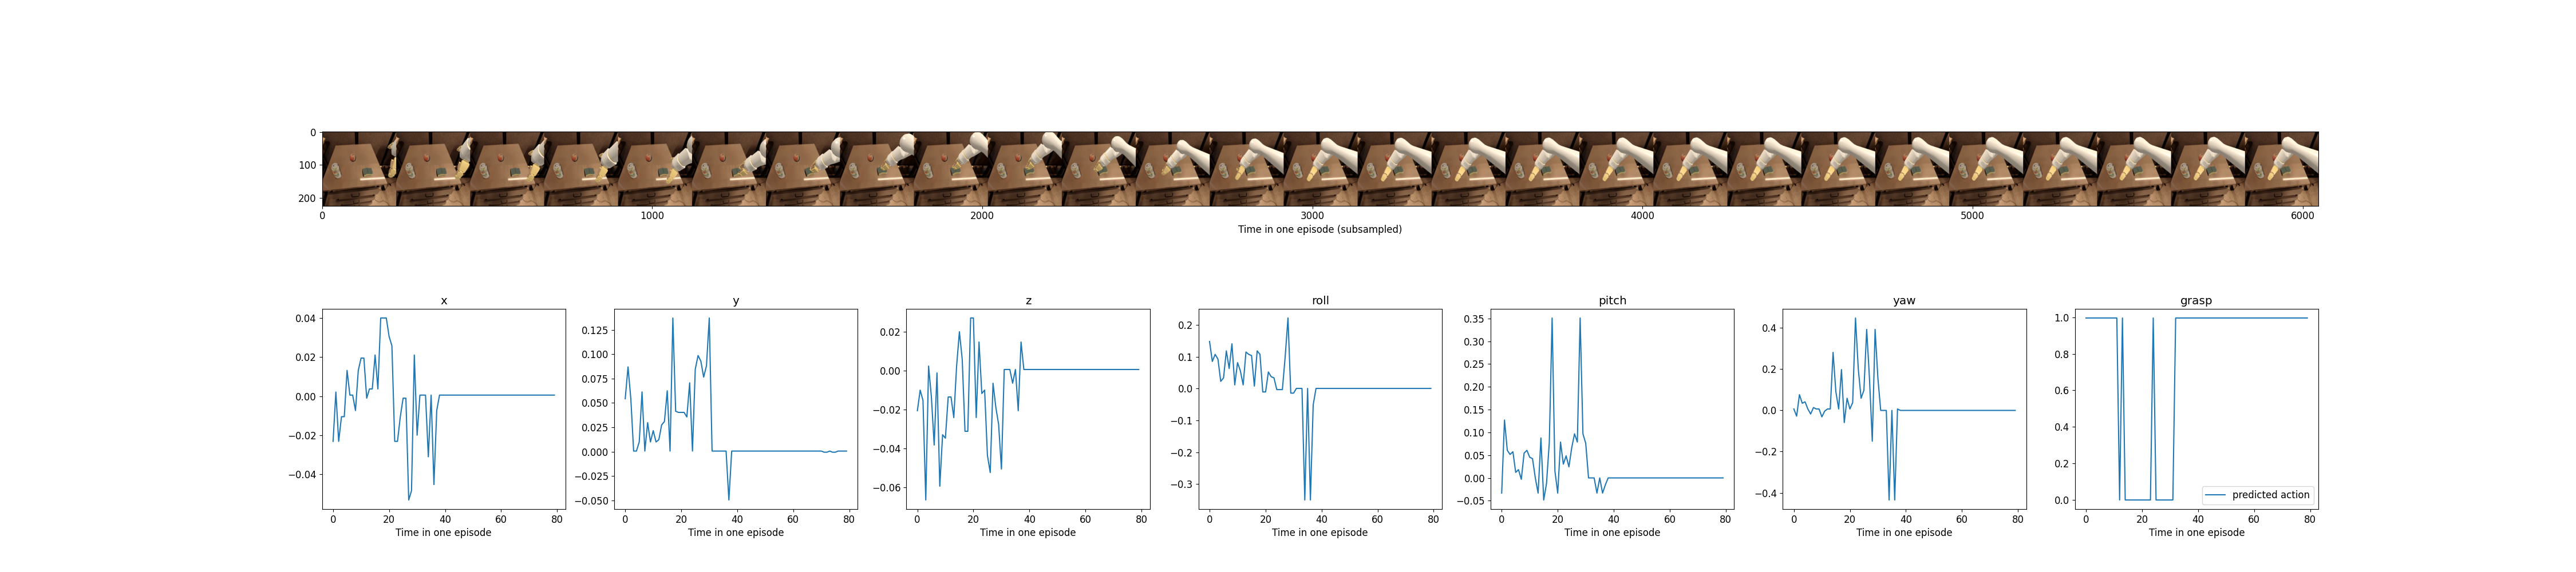 0
100
200
0 1000 2000 3000 4000 5000 6000
Time in one episode (subsampled)
x
0.04
0.02
0.00
−0.02
−0.04
0 20 40 60 80
Time in one episode
y
0.125
0.100
0.075
0.050
0.025
0.000
−0.025
−0.050
0 20 40 60 80
Time in one episode
z
0.02
0.00
−0.02
−0.04
−0.06
0 20 40 60 80
Time in one episode
roll
0.2
0.1
0.0
−0.1
−0.2
−0.3
0 20 40 60 80
Time in one episode
pitch
0.35
0.30
0.25
0.20
0.15
0.10
0.05
0.00
−0.05
0 20 40 60 80
Time in one episode
yaw
0.4
0.2
0.0
−0.2
−0.4
0 20 40 60 80
Time in one episode
grasp
1.0
0.8
0.6
0.4
0.2
0.0
predicted action
0 20 40 60 80
Time in one episode